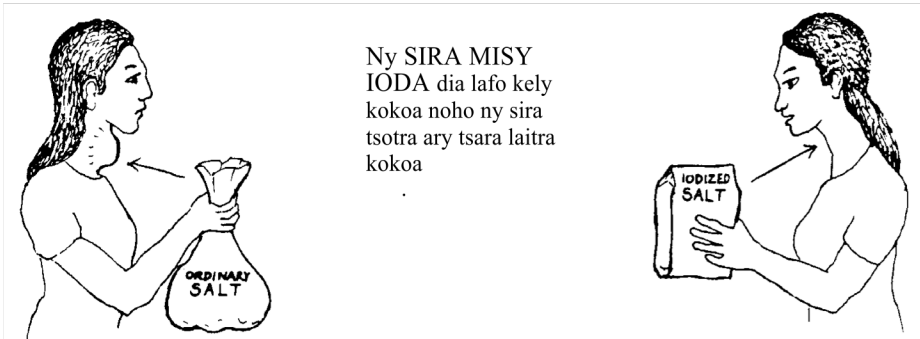 Ny SIRA MISY
IODA dia lafo kely
kokoa noho ny sira
tsotra ary tsara laitra
kokoa
.
ORDINARY
SALT
IODIZED
SALT